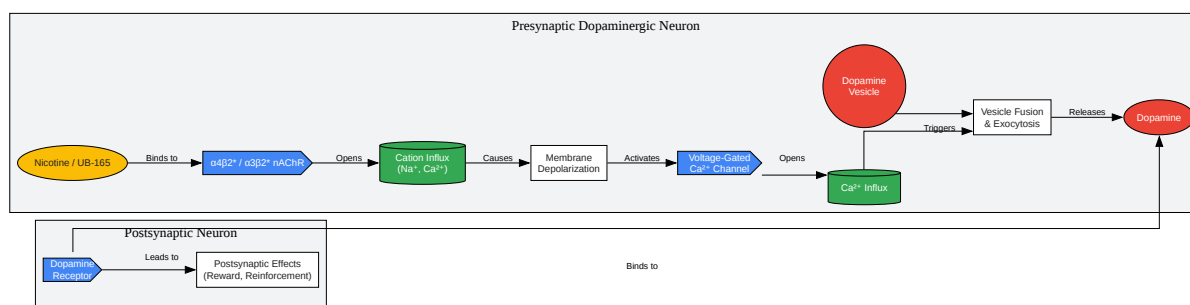 Presynaptic Dopaminergic Neuron
Dopamine
Vesicle
Vesicle Fusion
& Exocytosis
Releases
Dopamine
Triggers
Nicotine / UB-165
Binds to
α4β2* / α3β2* nAChR
Opens
Cation Influx
(Na⁺, Ca²⁺)
Causes
Membrane
Depolarization
Activates
Voltage-Gated
Ca²⁺ Channel
Opens
Ca²⁺ Influx
Postsynaptic Neuron
Dopamine
Receptor
Leads to
Postsynaptic Effects
(Reward, Reinforcement)
Binds to